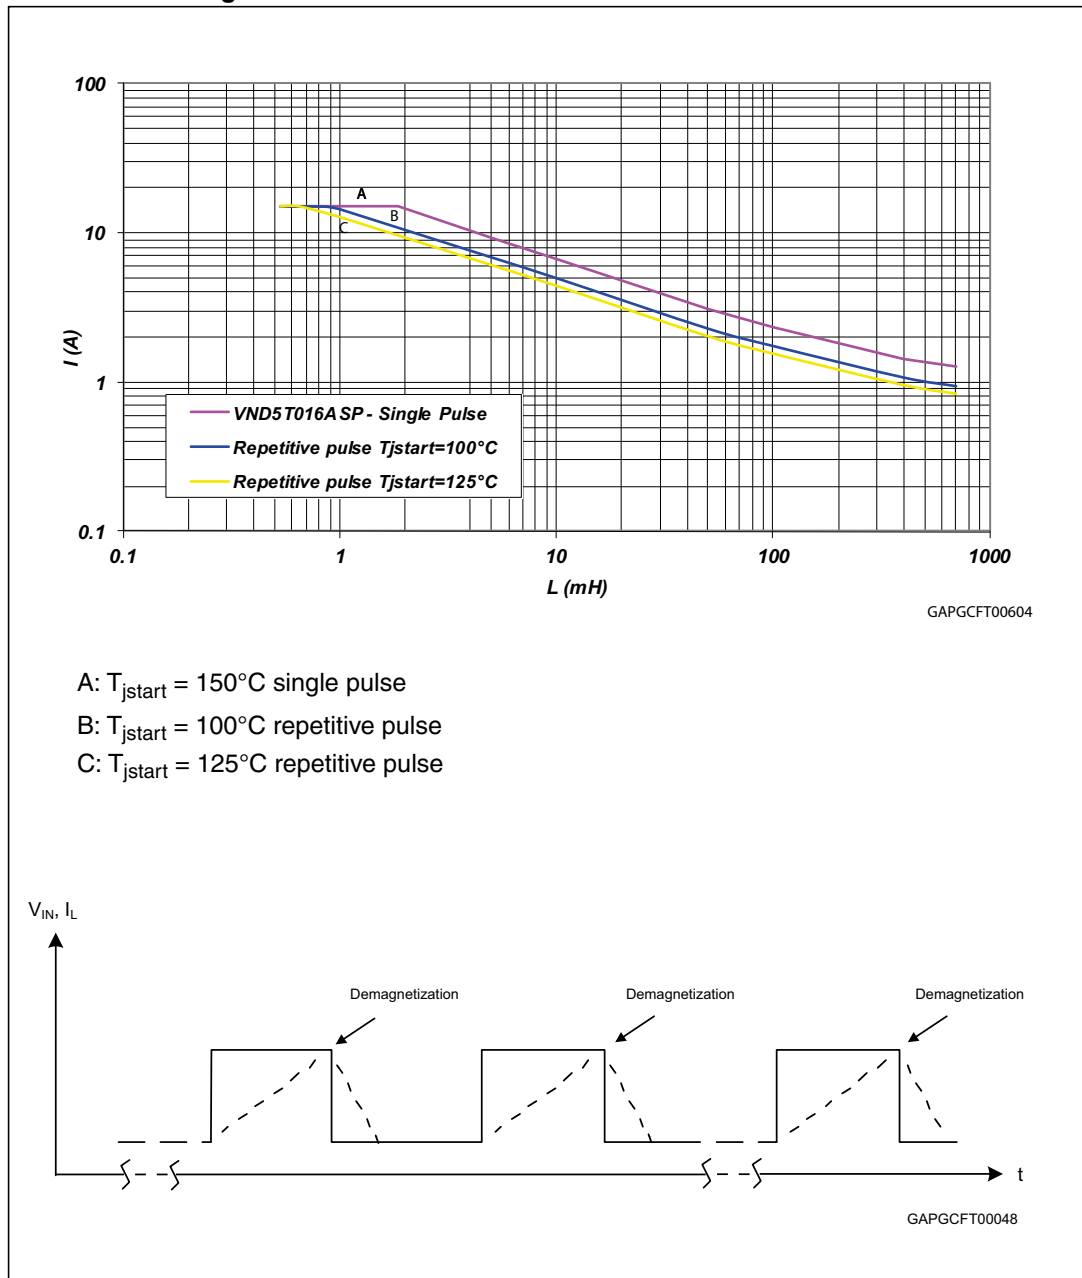 100
10
1
0.1
I (A)
A
B
C
VND5T016ASP - Single Pulse
Repetitive pulse Tjstart=100°C
Repetitive pulse Tjstart=125°C
0.1 1 10 100 1000
L (mH)
GAPGCFT00604
A: Tjstart = 150°C single pulse
B: Tjstart = 100°C repetitive pulse
C: Tjstart = 125°C repetitive pulse
VIN, IL
Demagnetization Demagnetization Demagnetization
t
GAPGCFT00048